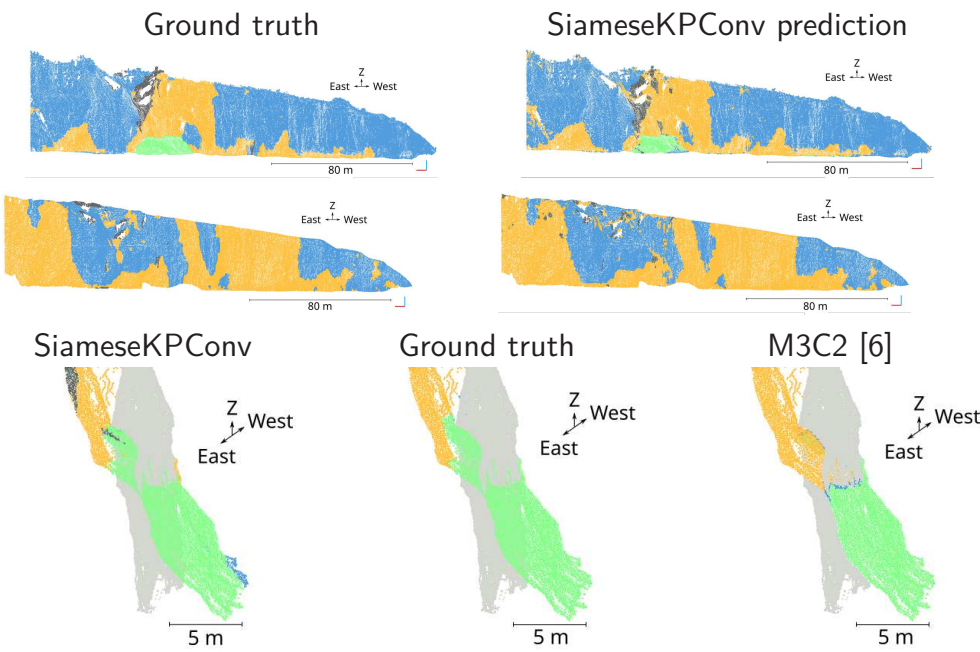 Ground truth
SiameseKPConv prediction
Z
East West
80 m
Z
East West
80 m
Z
East West
80 m
Z
East West
80 m
SiameseKPConv
Ground truth
M3C2 [6]
Z
West
East
5 m
Z
West
East
5 m
Z
West
East
5 m